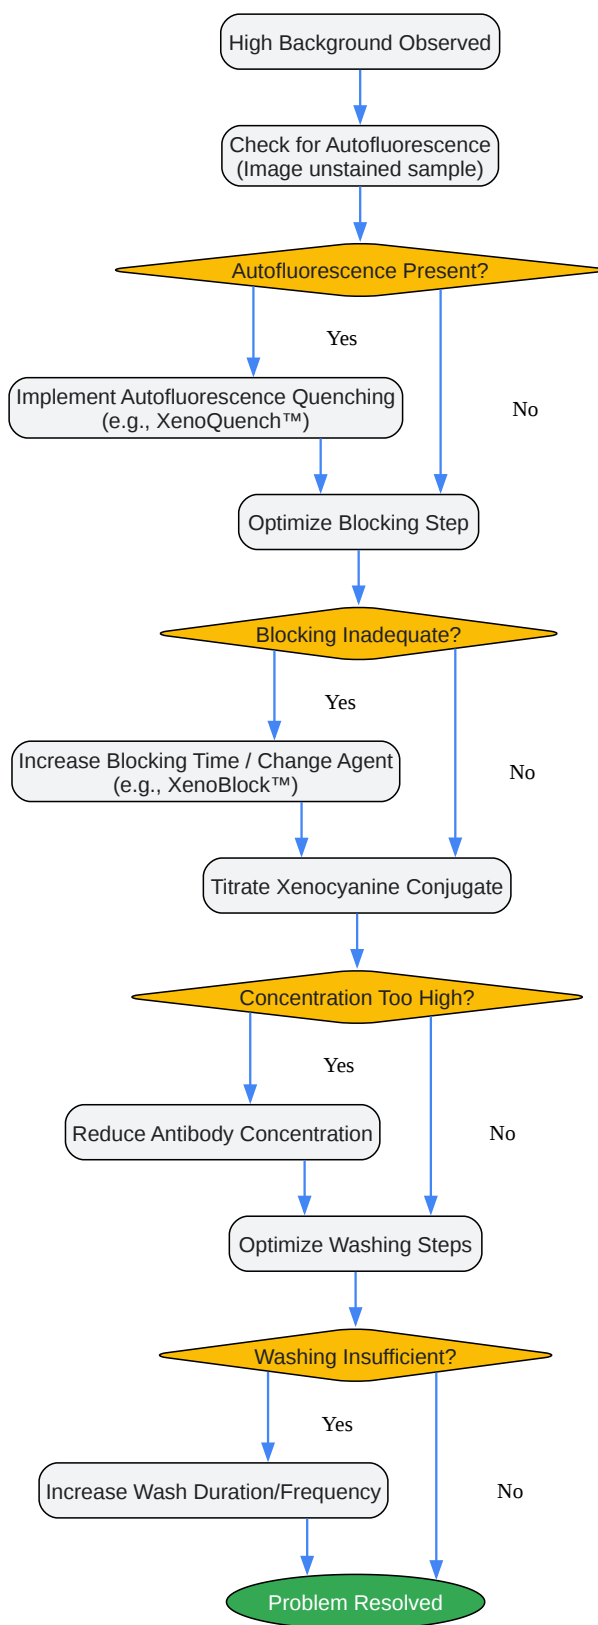 High Background Observed
Check for Autofluorescence
(Image unstained sample)
Autofluorescence Present?
Yes
Implement Autofluorescence Quenching
(e.g., XenoQuench™)
No
Optimize Blocking Step
Blocking Inadequate?
Yes
Increase Blocking Time / Change Agent
(e.g., XenoBlock™)
No
Titrate Xenocyanine Conjugate
Concentration Too High?
Yes
Reduce Antibody Concentration
No
Optimize Washing Steps
Washing Insufficient?
Yes
Increase Wash Duration/Frequency
No
Problem Resolved